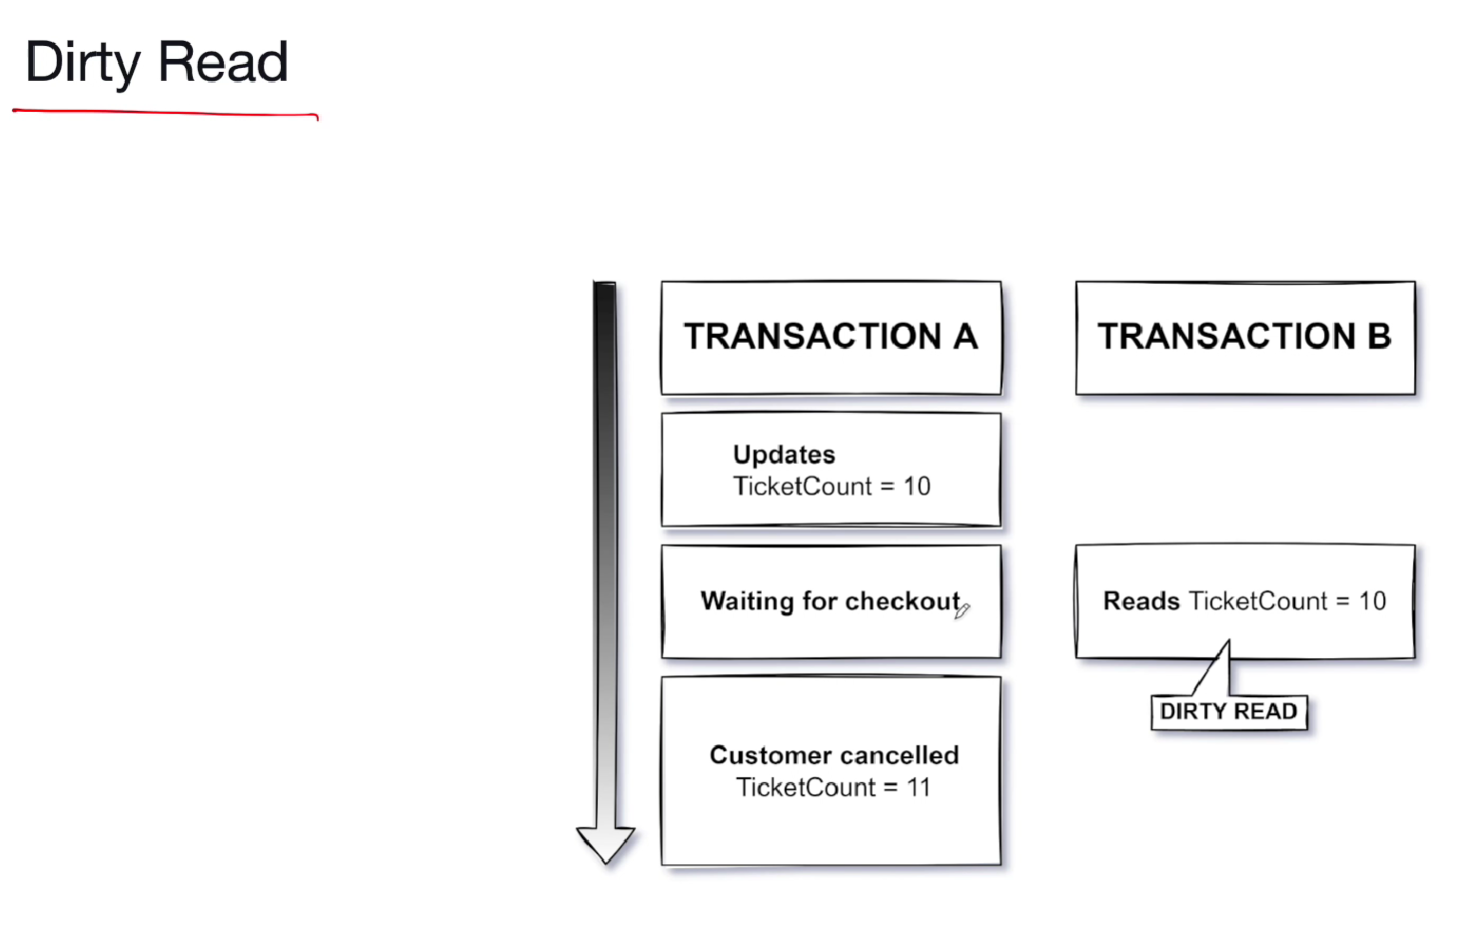 Dirty Read
TRANSACTION A
TRANSACTION B
Updates
TicketCount = 10
Waiting for checkout
Reads TicketCount = 10
DIRTY READ
Customer cancelled
TicketCount = 11